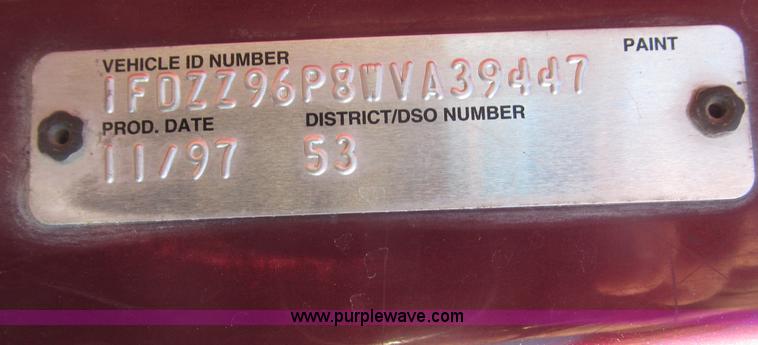 VEHICLE ID NUMBER PAINT
1FDZZ96P8WVA39447
PROD. DATE DISTRICT/DSO NUMBER
11/97 53
www.purplewave.com